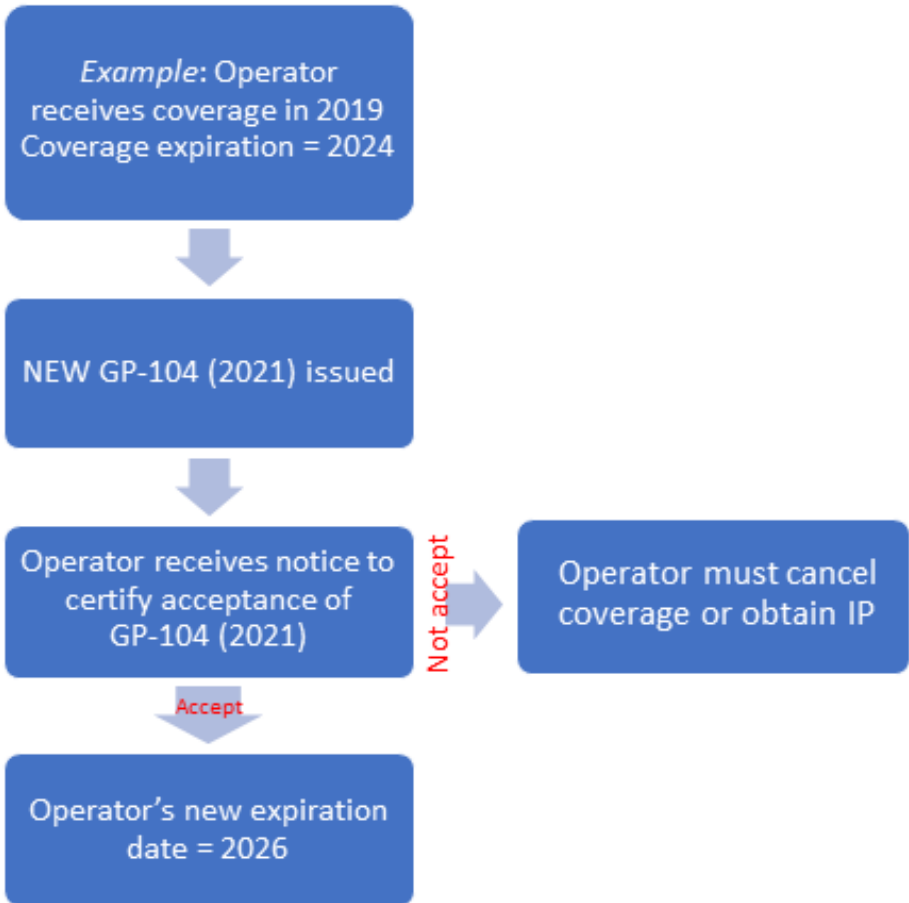 Example: Operator
receives coverage in 2019
Coverage expiration = 2024
NEW GP-104 (2021) issued
Operator receives notice to
certify acceptance of
GP-104 (2021)
Not accept
Operator must cancel
coverage or obtain IP
Accept
Operator’s new expiration
date = 2026